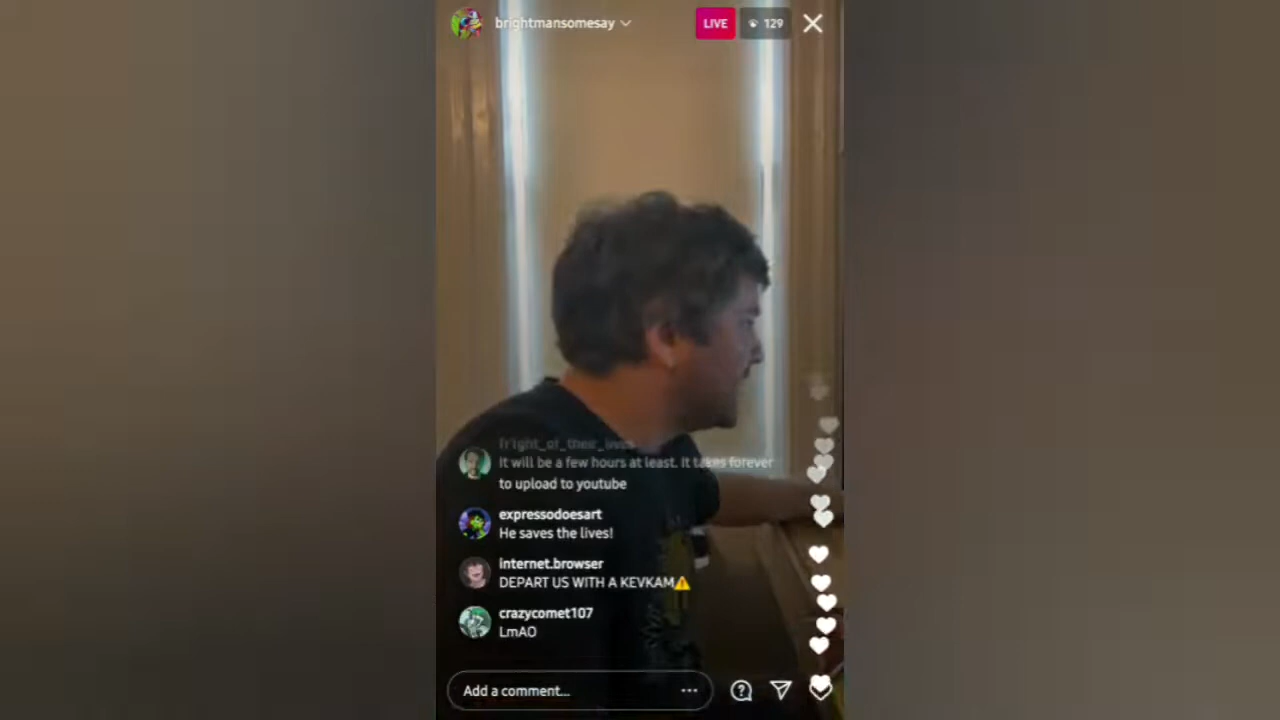 brightmansomesay
LIVE
129
fright_of_their_lives
It will be a few hours at least. It takes forever
to upload to youtube
expressodoesart
He saves the lives!
internet.browser
DEPART US WITH A KEVKAM⚠️
crazycomet107
LmAO
Add a comment...